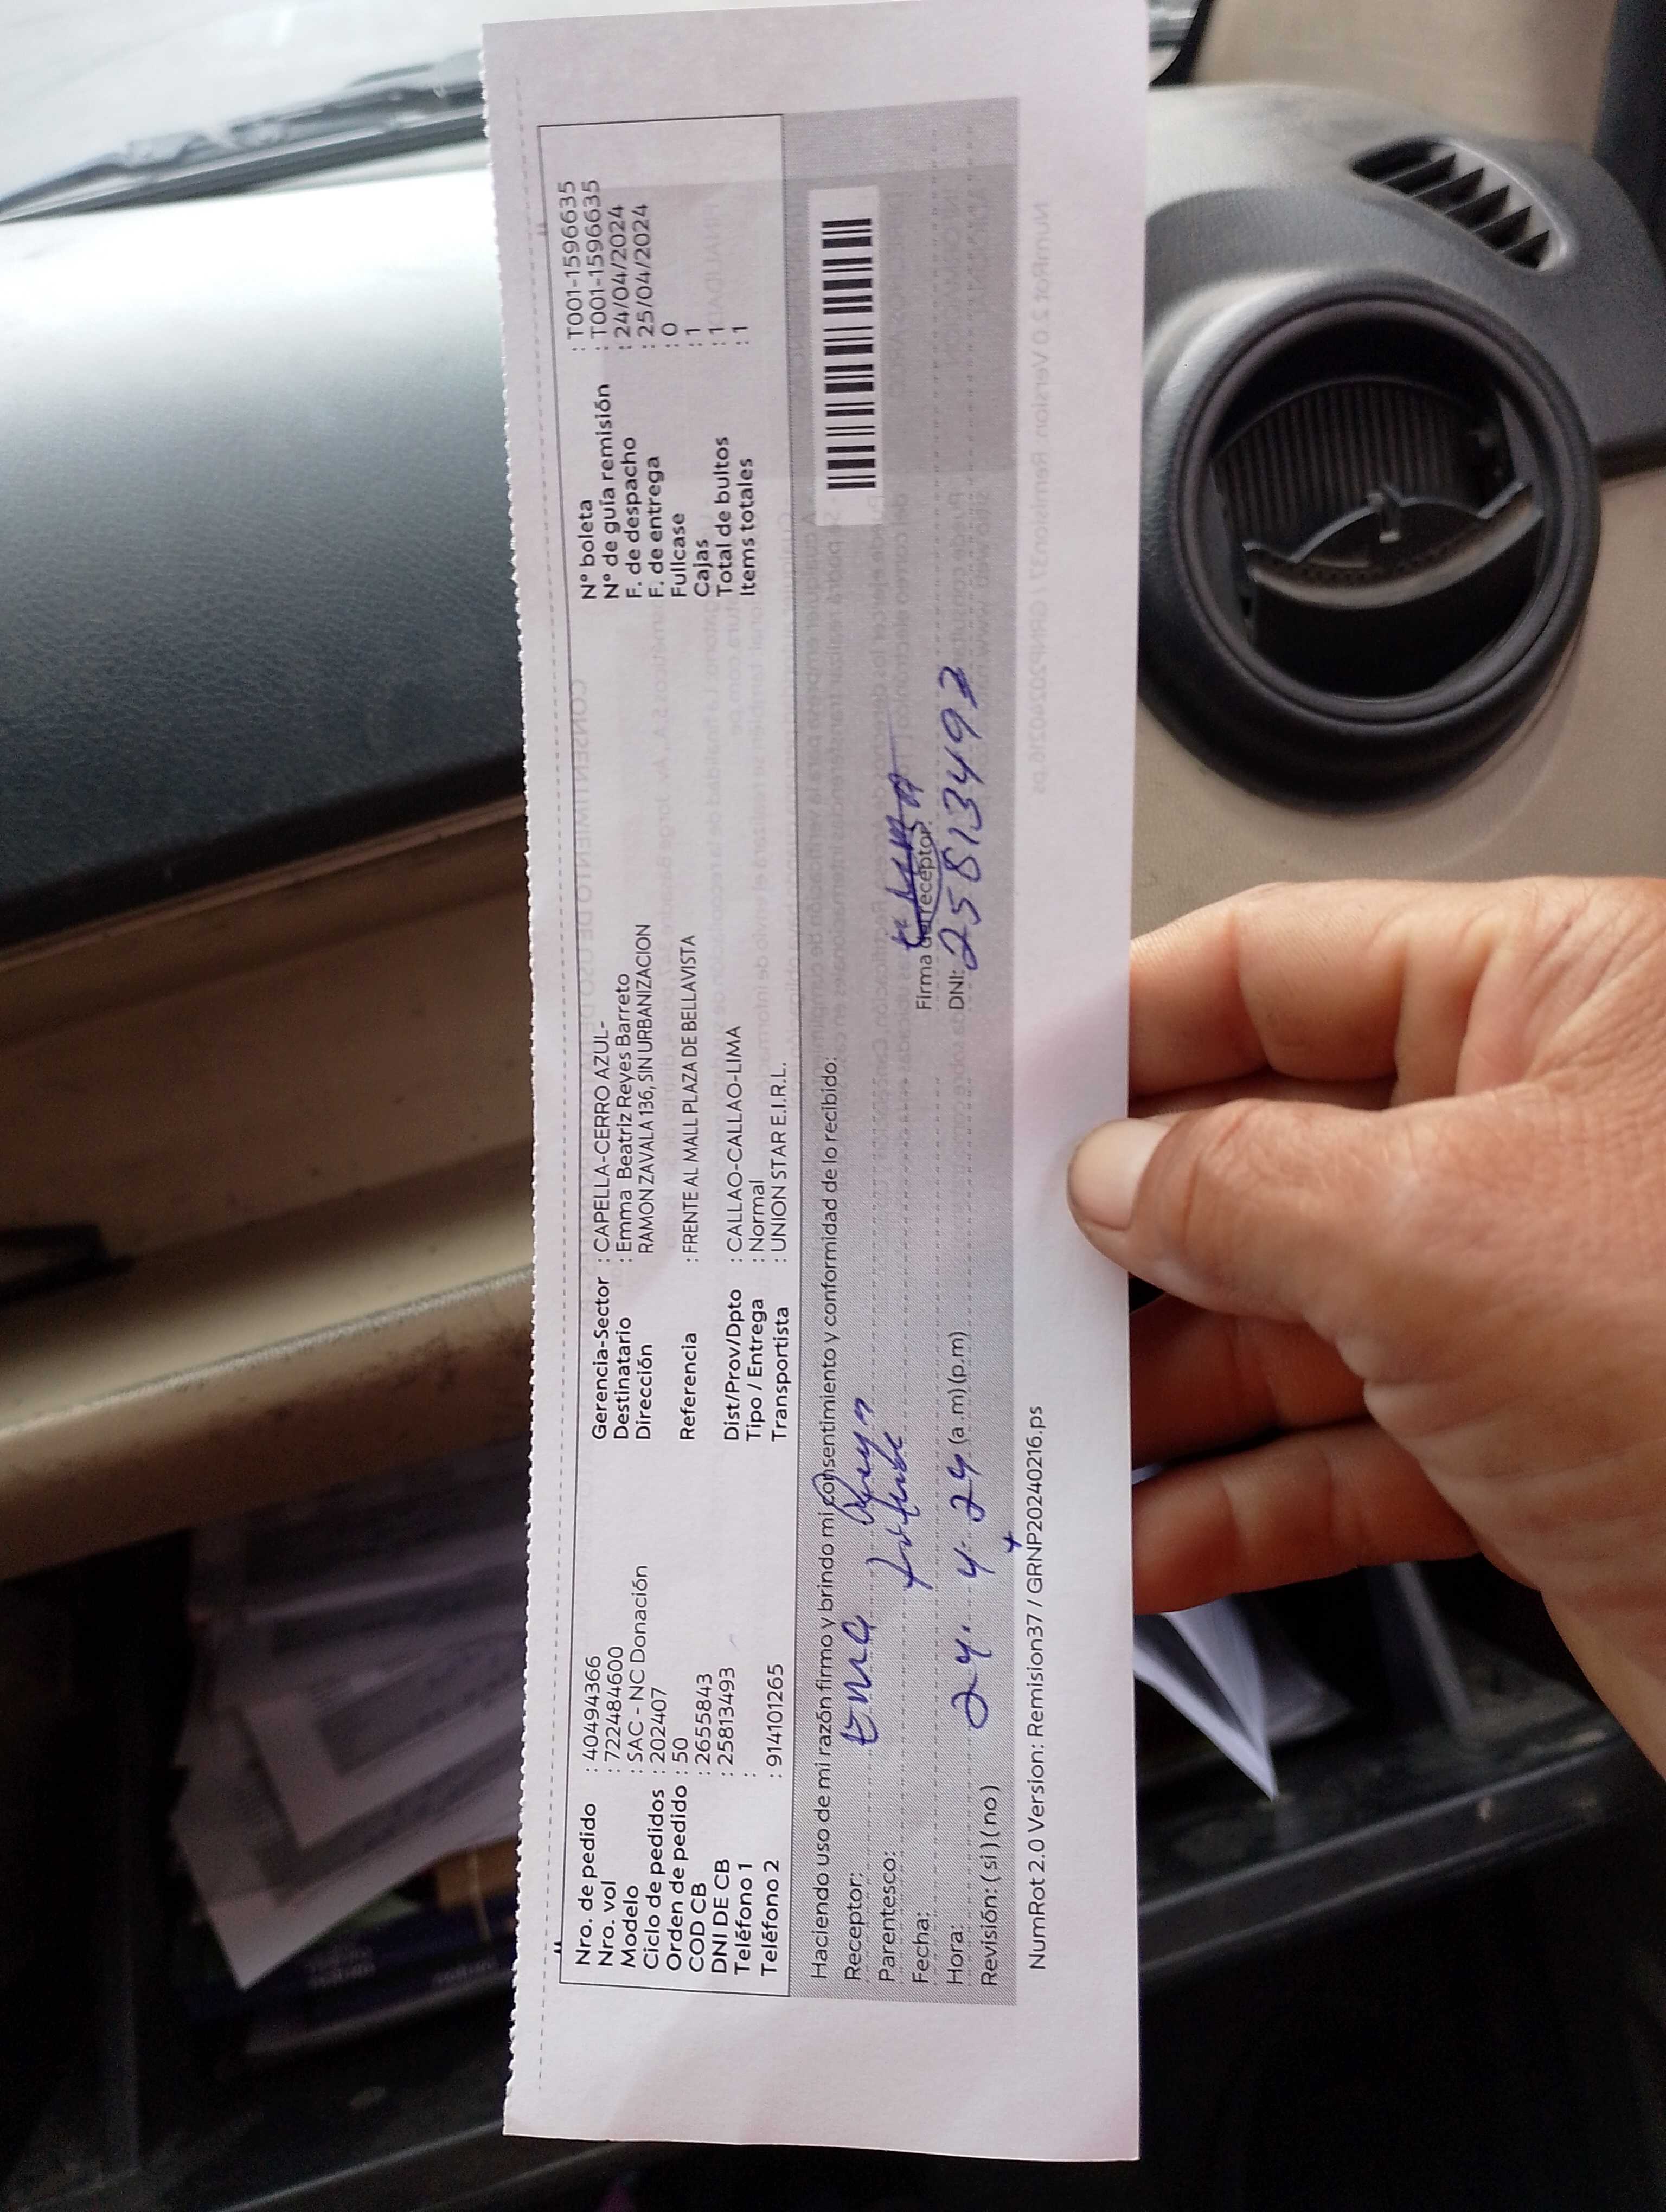 Nro. de pedido : 40494366
Nro. vol : 722484600
Modelo : SAC - NC Donación
Ciclo de pedidos : 202407
Orden de pedido : 50
COD CB : 2655843
DNI DE CB : 25813493
Teléfono 1 :
Teléfono 2 : 914101265
Gerencia-Sector : CAPELLA-CERRO AZUL-
Destinatario : Emma Beatriz Reyes Barreto
Dirección RAMON ZAVALA 136, SIN URBANIZACION
Referencia : FRENTE AL MALL PLAZA DE BELLAVISTA
Dist/Prov/Dpto : CALLAO-CALLAO-LIMA
Tipo / Entrega : Normal
Transportista : UNION STAR E.I.R.L.
N° boleta : T001-1596635
N° de guía remisión : T001-1596635
F. de despacho : 24/04/2024
F. de entrega : 25/04/2024
Fullcase : 0
Cajas : 1
Total de bultos : 1
Items totales : 1
Haciendo uso de mi razón firmo y brindo mi consentimiento y conformidad de lo recibido:
Receptor: Ema
Parentesco:
Fecha: 24. 4. 24
Hora: (a.m)(p.m)
Revisión: (si) (no)
Firma del receptor:
DNI: 25813493
NumRot 2.0 Version: Remision37 / GRNP20240216.ps